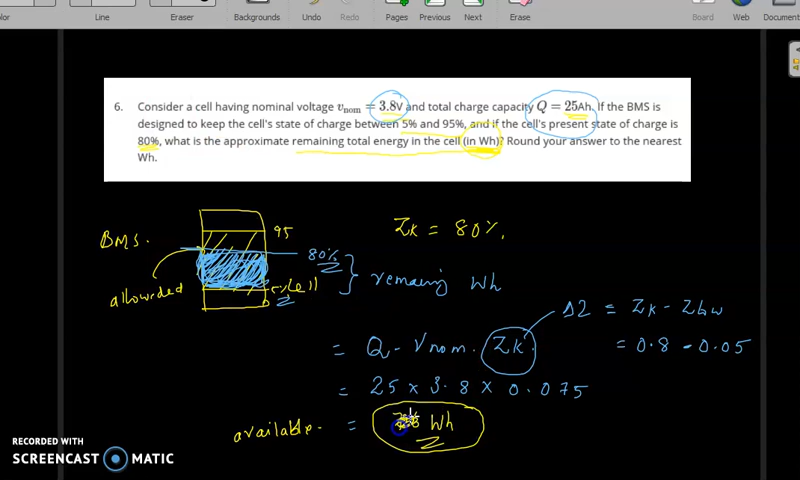 olor Line Eraser Backgrounds Undo Redo Pages Previous Next Erase Board Web Document
6. Consider a cell having nominal voltage vnom = 3.8V and total charge capacity Q = 25Ah. If the BMS is
designed to keep the cell's state of charge between 5% and 95%, and if the cell's present state of charge is
80%, what is the approximate remaining total energy in the cell (in Wh)? Round your answer to the nearest
Wh.
Zk = 80%.
95
BMS.
80%
5% cell
remaining Wh
allowded
ΔZ = Zk - Zlow
= Q - Vnom. Zk.
= 0.8 - 0.05
= 25 × 3.8 × 0.075
available. = Wh
RECORDED WITH
SCREENCAST MATIC